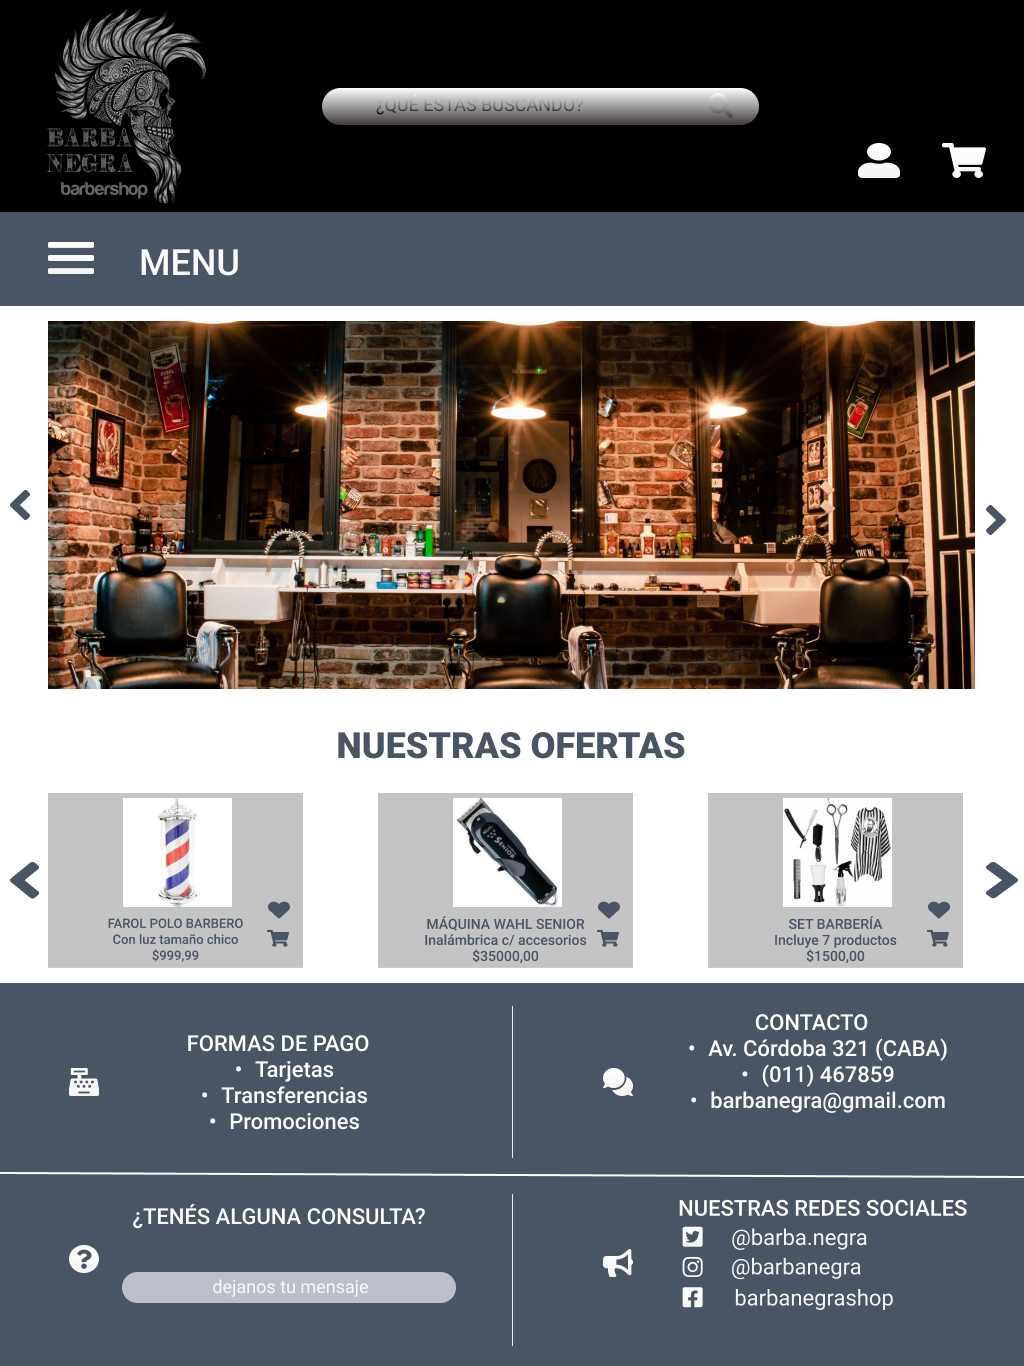 BARBA
NEGRA
barbershop
¿QUÉ ESTAS BUSCANDO?
MENU
NUESTRAS OFERTAS
SENIOR
FAROL POLO BARBERO
Con luz tamaño chico
$999,99
MÁQUINA WAHL SENIOR
Inalámbrica c/ accesorios
$35000,00
SET BARBERÍA
Incluye 7 productos
$1500,00
FORMAS DE PAGO
• Tarjetas
• Transferencias
• Promociones
CONTACTO
• Av. Córdoba 321 (CABA)
• (011) 467859
• barbanegra@gmail.com
¿TENÉS ALGUNA CONSULTA?
dejanos tu mensaje
NUESTRAS REDES SOCIALES
@barba.negra
@barbanegra
barbanegrashop